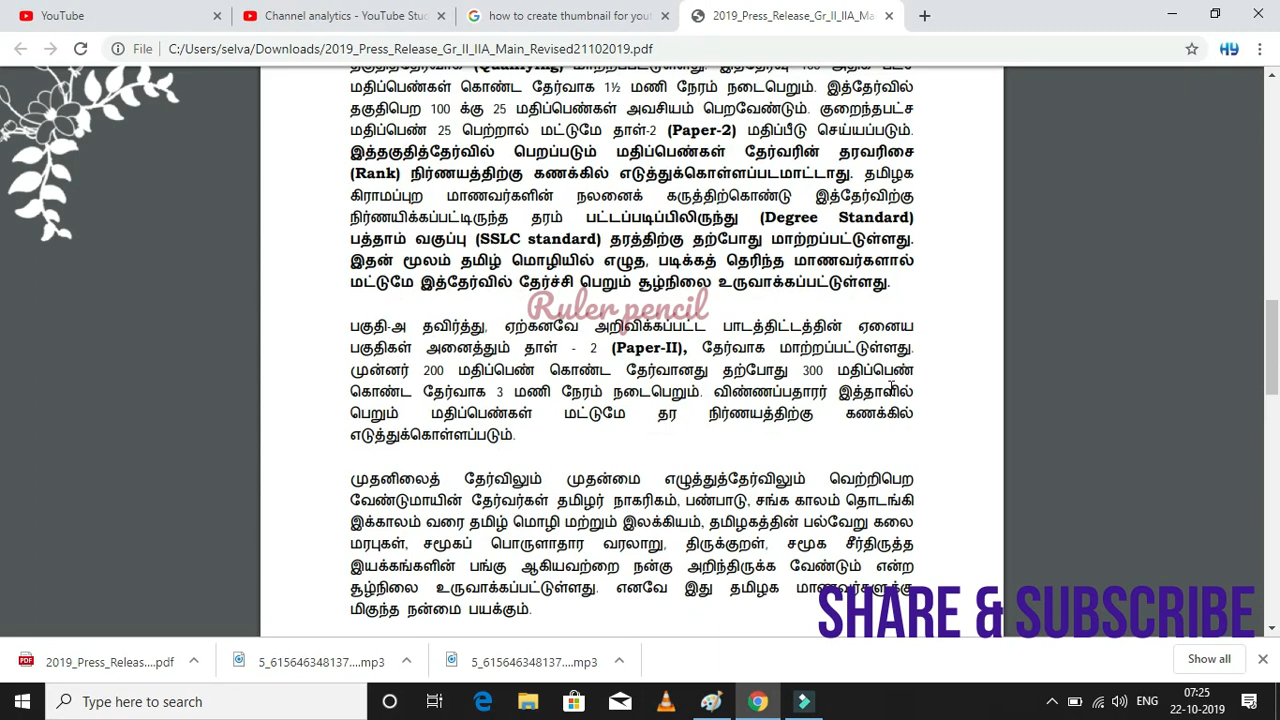 YouTube
Channel analytics - YouTube Stud
how to create thumbnail for yout
2019_Press_Release_Gr_II_IIA_Ma
File
C:/Users/selva/Downloads/2019_Press_Release_Gr_II_IIA_Main_Revised21102019.pdf
மதிப்பெண்கள் கொண்ட தேர்வாக 1½ மணி நேரம் நடைபெறும். இத்தேர்வில்
தகுதிபெற 100 க்கு 25 மதிப்பெண்கள் அவசியம் பெறவேண்டும். குறைந்தபட்ச
மதிப்பெண் 25 பெற்றால் மட்டுமே தாள்-2 (Paper-2) மதிப்பீடு செய்யப்படும்.
இத்தகுதித்தேர்வில் பெறப்படும் மதிப்பெண்கள் தேர்வரின் தரவரிசை
(Rank) நிர்ணயத்திற்கு கணக்கில் எடுத்துக்கொள்ளப்படமாட்டாது. தமிழக
கிராமப்புற மாணவர்களின் நலனைக் கருத்திற்கொண்டு இத்தேர்விற்கு
நிர்ணயிக்கப்பட்டிருந்த தரம் பட்டப்படிப்பிலிருந்து (Degree Standard)
பத்தாம் வகுப்பு (SSLC standard) தரத்திற்கு தற்போது மாற்றப்பட்டுள்ளது.
இதன் மூலம் தமிழ் மொழியில் எழுத, படிக்கத் தெரிந்த மாணவர்களால்
மட்டுமே இத்தேர்வில் தேர்ச்சி பெறும் சூழ்நிலை உருவாக்கப்பட்டுள்ளது.
Ruler pencil
பகுதி-அ தவிர்த்து, ஏற்கனவே அறிவிக்கப்பட்ட பாடத்திட்டத்தின் ஏனைய
பகுதிகள் அனைத்தும் தாள் - 2 (Paper-II), தேர்வாக மாற்றப்பட்டுள்ளது.
முன்னர் 200 மதிப்பெண் கொண்ட தேர்வானது தற்போது 300 மதிப்பெண்
கொண்ட தேர்வாக 3 மணி நேரம் நடைபெறும். விண்ணப்பதாரர் இத்தாளில்
பெறும் மதிப்பெண்கள் மட்டுமே தர நிர்ணயத்திற்கு கணக்கில்
எடுத்துக்கொள்ளப்படும்.
முதனிலைத் தேர்விலும் முதன்மை எழுத்துத்தேர்விலும் வெற்றிபெற
வேண்டுமாயின் தேர்வர்கள் தமிழர் நாகரிகம், பண்பாடு, சங்க காலம் தொடங்கி
இக்காலம் வரை தமிழ் மொழி மற்றும் இலக்கியம், தமிழகத்தின் பல்வேறு கலை
மரபுகள், சமூகப் பொருளாதார வரலாறு, திருக்குறள், சமூக சீர்திருத்த
இயக்கங்களின் பங்கு ஆகியவற்றை நன்கு அறிந்திருக்க வேண்டும் என்ற
சூழ்நிலை உருவாக்கப்பட்டுள்ளது, எனவே இது தமிழக மாணவர்களுக்கு
மிகுந்த நன்மை பயக்கும்.
SHARE & SUBSCRIBE
2019_Press_Releas....pdf
5_615646348137....mp3
5_615646348137....mp3
Show all
Type here to search
ENG
07:25
22-10-2019